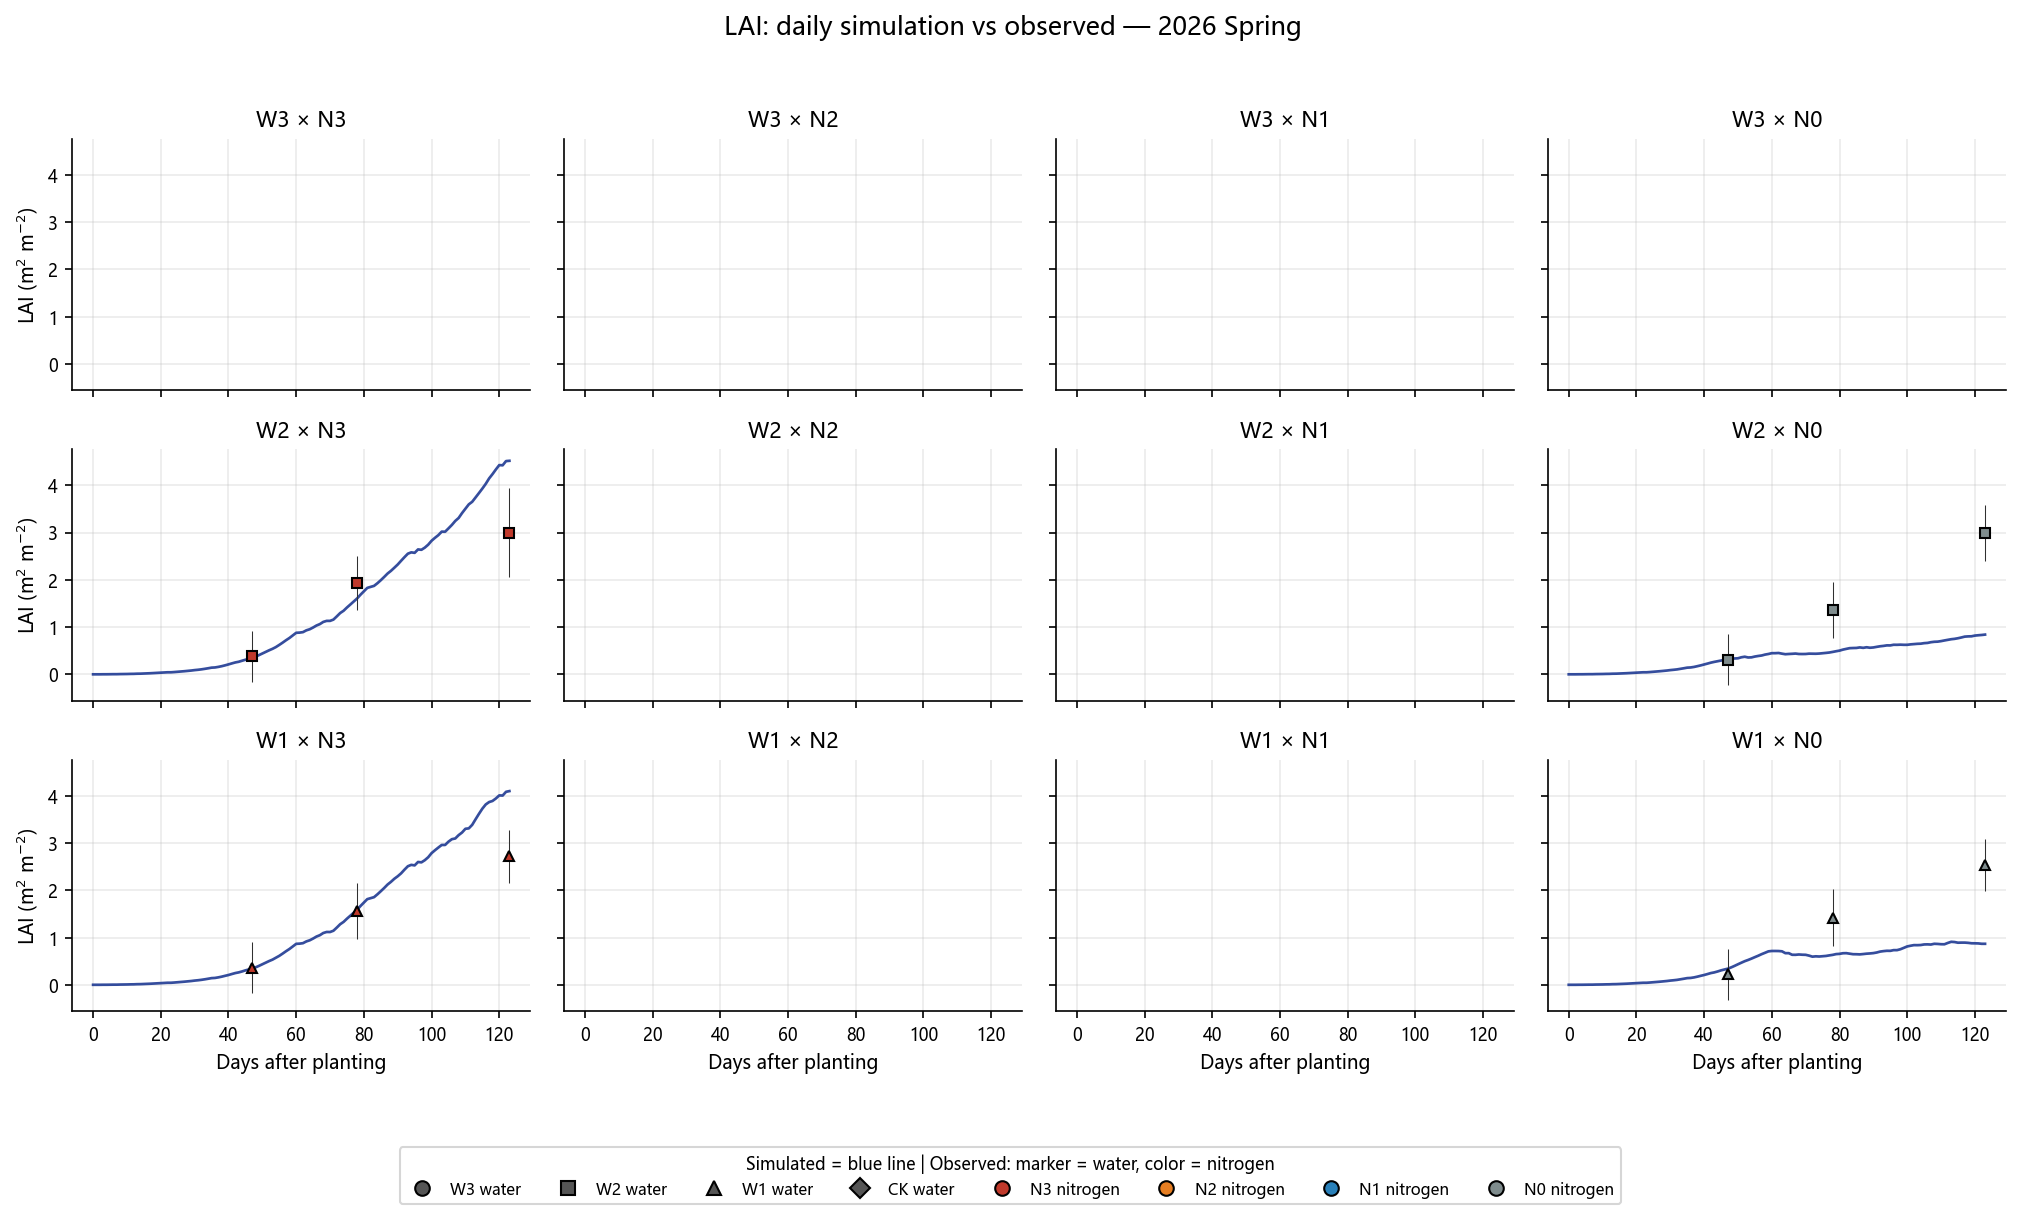 LAI: daily simulation vs observed — 2026 Spring
W3 × N3
W3 × N2
W3 × N1
W3 × N0
4
3
2
1
0
LAI (m² m⁻²)
W2 × N3
W2 × N2
W2 × N1
W2 × N0
4
3
2
1
0
LAI (m² m⁻²)
W1 × N3
W1 × N2
W1 × N1
W1 × N0
4
3
2
1
0
LAI (m² m⁻²)
0 20 40 60 80 100 120
0 20 40 60 80 100 120
0 20 40 60 80 100 120
0 20 40 60 80 100 120
Days after planting
Days after planting
Days after planting
Days after planting
Simulated = blue line | Observed: marker = water, color = nitrogen
W3 water
W2 water
W1 water
CK water
N3 nitrogen
N2 nitrogen
N1 nitrogen
N0 nitrogen